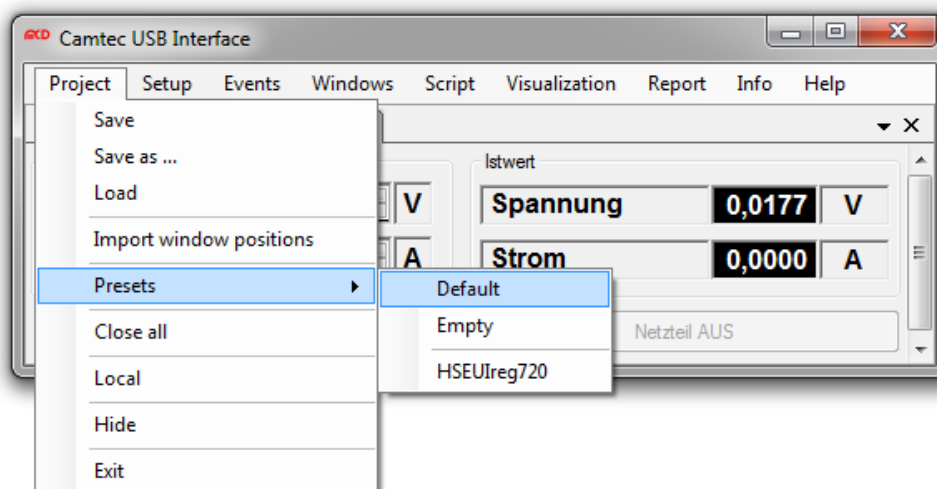 Camtec USB Interface
Project Setup Events Windows Script Visualization Report Info Help
Save
Save as ...
Load
Import window positions
Presets
Close all
Local
Hide
Exit
Default
Empty
HSEUIreg720
V
A
Istwert
Spannung 0,0177 V
Strom 0,0000 A
Netzteil AUS